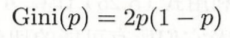 Gini(p) = 2p(1 − p)